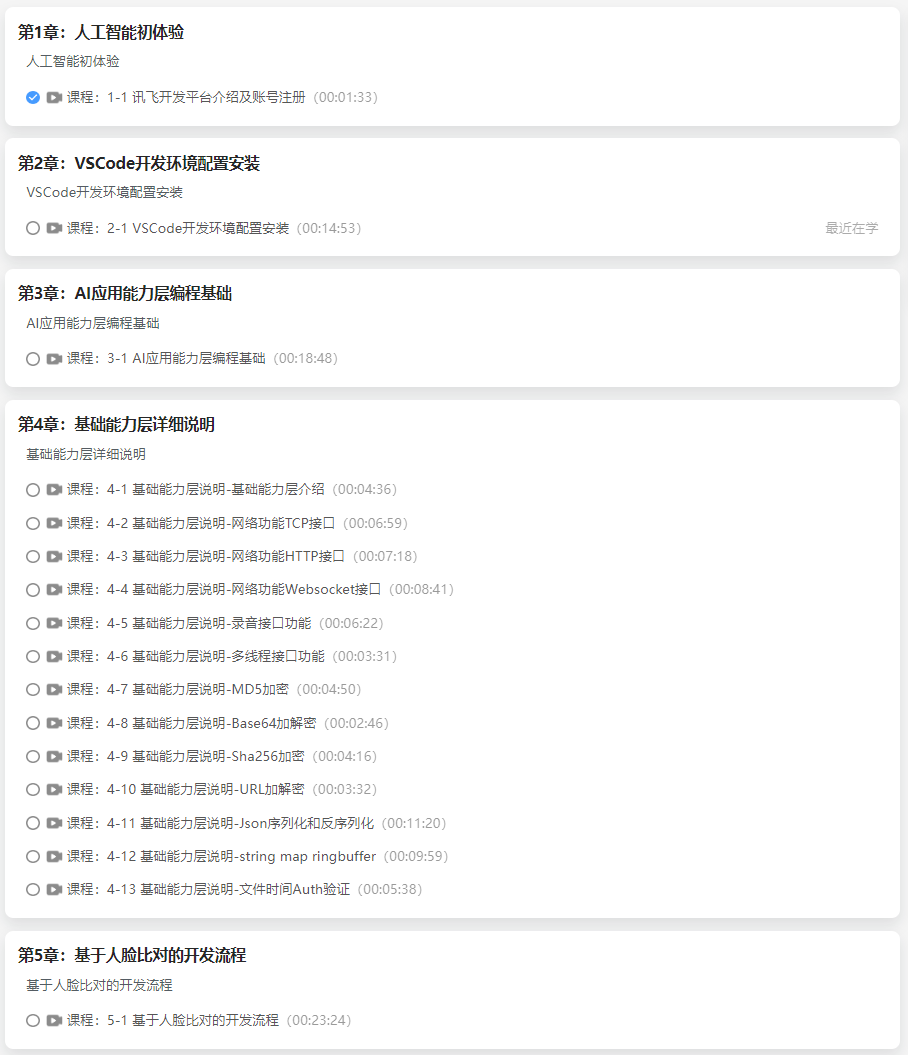 第1章：人工智能初体验
人工智能初体验
课程：1-1 讯飞开发平台介绍及账号注册（00:01:33）
第2章：VSCode开发环境配置安装
VSCode开发环境配置安装
课程：2-1 VSCode开发环境配置安装（00:14:53） 最近在学
第3章：AI应用能力层编程基础
AI应用能力层编程基础
课程：3-1 AI应用能力层编程基础（00:18:48）
第4章：基础能力层详细说明
基础能力层详细说明
课程：4-1 基础能力层说明-基础能力层介绍（00:04:36）
课程：4-2 基础能力层说明-网络功能TCP接口（00:06:59）
课程：4-3 基础能力层说明-网络功能HTTP接口（00:07:18）
课程：4-4 基础能力层说明-网络功能Websocket接口（00:08:41）
课程：4-5 基础能力层说明-录音接口功能（00:06:22）
课程：4-6 基础能力层说明-多线程接口功能（00:03:31）
课程：4-7 基础能力层说明-MD5加密（00:04:50）
课程：4-8 基础能力层说明-Base64加解密（00:02:46）
课程：4-9 基础能力层说明-Sha256加密（00:04:16）
课程：4-10 基础能力层说明-URL加解密（00:03:32）
课程：4-11 基础能力层说明-Json序列化和反序列化（00:11:20）
课程：4-12 基础能力层说明-string map ringbuffer（00:09:59）
课程：4-13 基础能力层说明-文件时间Auth验证（00:05:38）
第5章：基于人脸比对的开发流程
基于人脸比对的开发流程
课程：5-1 基于人脸比对的开发流程（00:23:24）